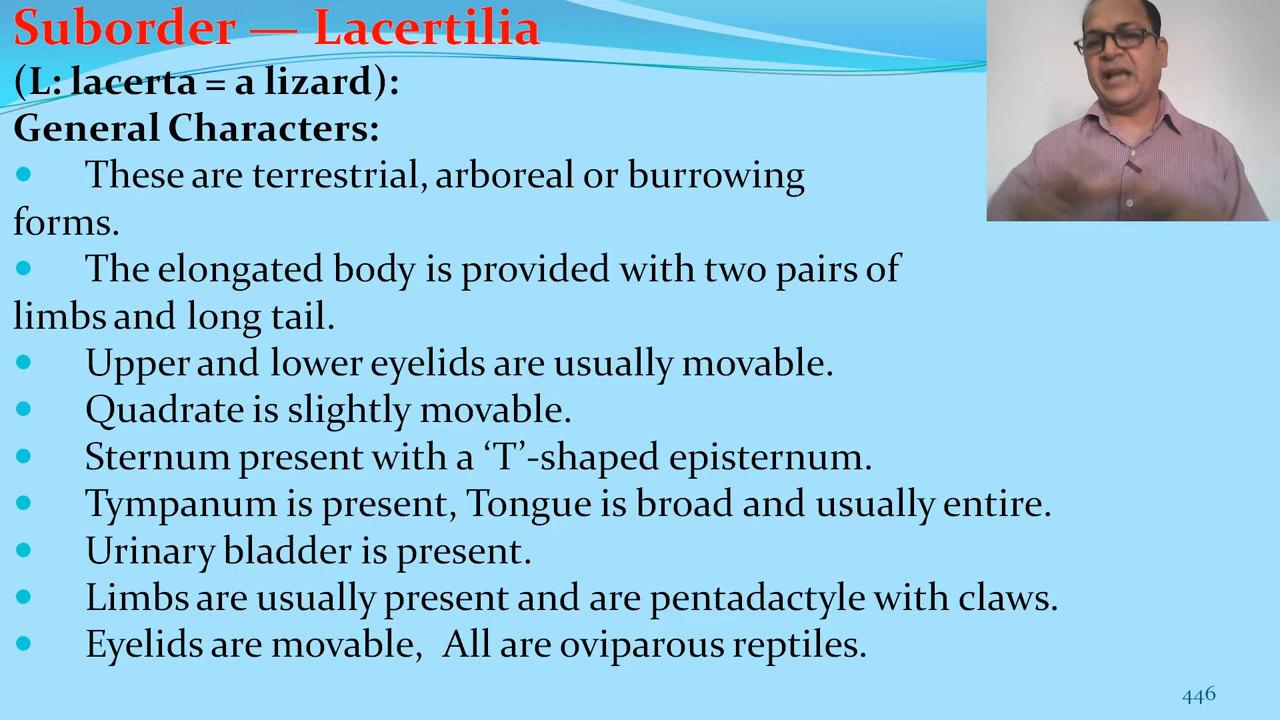 Suborder — Lacertilia
(L: lacerta = a lizard):
General Characters:
• These are terrestrial, arboreal or burrowing
forms.
• The elongated body is provided with two pairs of
limbs and long tail.
• Upper and lower eyelids are usually movable.
• Quadrate is slightly movable.
• Sternum present with a ‘T’-shaped episternum.
• Tympanum is present, Tongue is broad and usually entire.
• Urinary bladder is present.
• Limbs are usually present and are pentadactyle with claws.
• Eyelids are movable, All are oviparous reptiles.
446